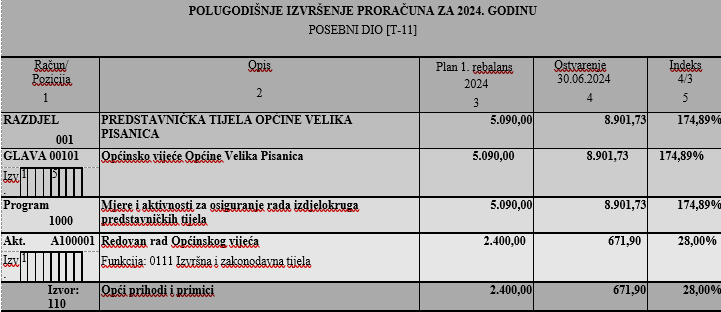 POLUGODIŠNJE IZVRŠENJE PRORAČUNA ZA 2024. GODINU
POSEBNI DIO [T-11]
Račun/ Opis Plan 1. rebalans Ostvarenje Indeks
Pozicija 2024 30.06.2024 4/3
1 2 3 4 5
RAZDJEL PREDSTAVNIČKA TIJELA OPĆINE VELIKA 5.090,00 8.901,73 174,89%
001 PISANICA
GLAVA 00101 Općinsko vijeće Općine Velika Pisanica 5.090,00 8.901,73 174,89%
Izv 1 5
.
Program Mjere i aktivnosti za osiguranje rada izdjelokruga 5.090,00 8.901,73 174,89%
1000 predstavničkih tijela
Akt. A100001 Redovan rad Općinskog vijeća 2.400,00 671,90 28,00%
Izv 1 Funkcija: 0111 Izvršna i zakonodavna tijela
.
Izvor: Opći prihodi i primici 2.400,00 671,90 28,00%
110